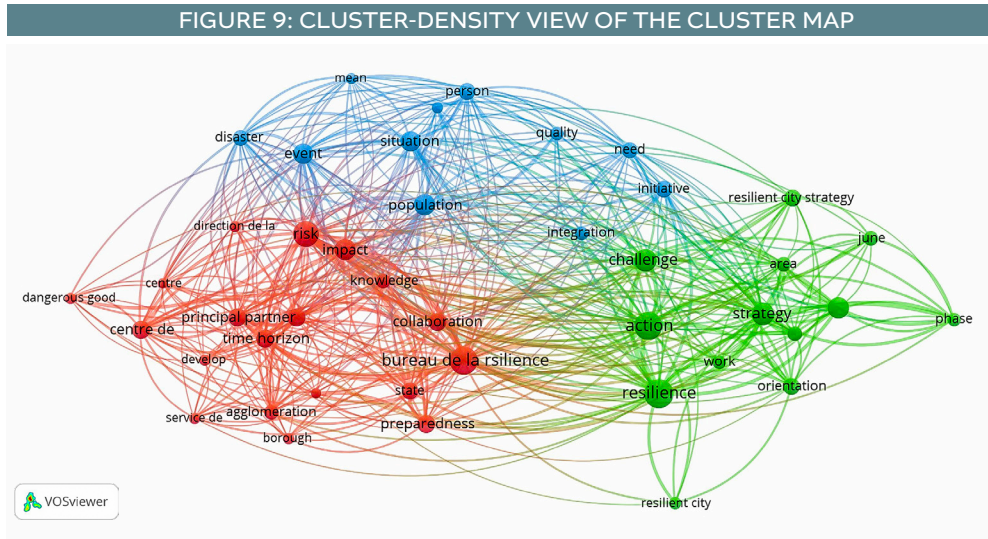 FIGURE 9: CLUSTER-DENSITY VIEW OF THE CLUSTER MAP
mean
person
disaster
event
situation
quality
need
population
initiative
resilient city strategy
direction de la
risk
integration
june
impact
challenge
area
knowledge
centre
dangerous good
principal partner
collaboration
action
strategy
phase
centre de
time horizon
develop
bureau de la rsilience
work
state
resilience
orientation
service de
agglomeration
preparedness
borough
resilient city
VOSviewer